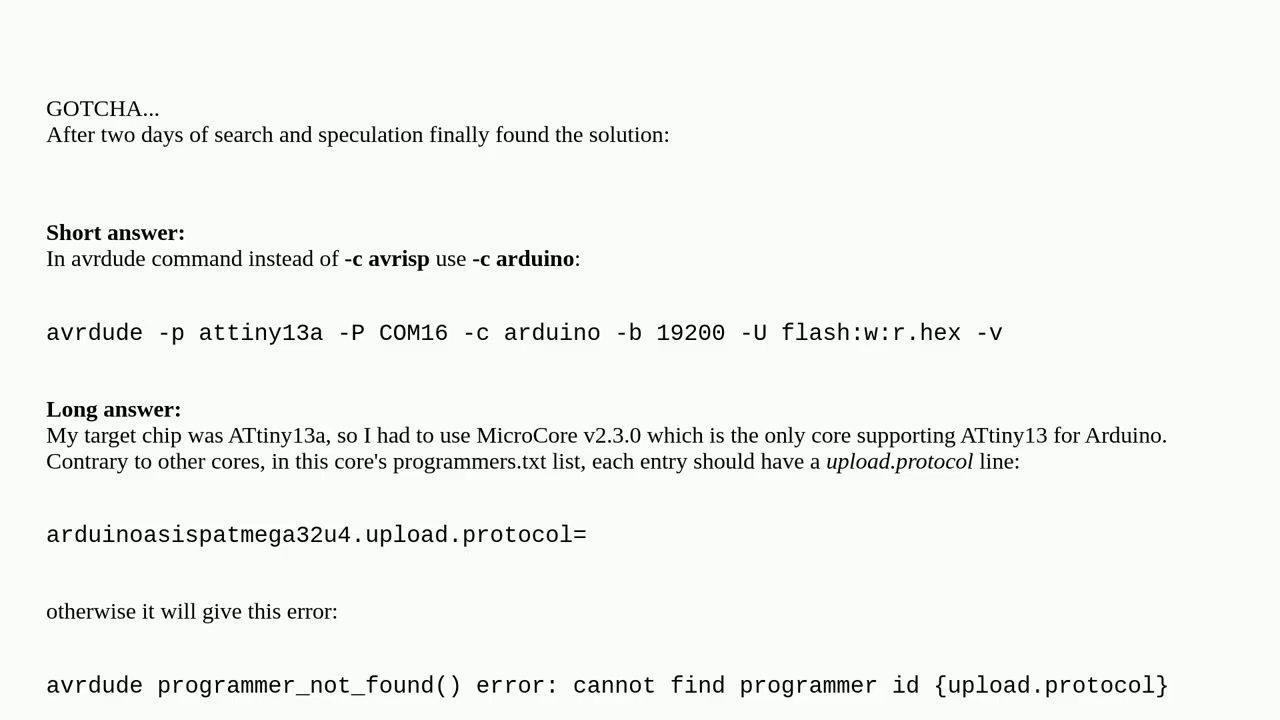 GOTCHA...
After two days of search and speculation finally found the solution:
Short answer:
In avrdude command instead of -c avrisp use -c arduino:
avrdude -p attiny13a -P COM16 -c arduino -b 19200 -U flash:w:r.hex -v
Long answer:
My target chip was ATtiny13a, so I had to use MicroCore v2.3.0 which is the only core supporting ATtiny13 for Arduino.
Contrary to other cores, in this core's programmers.txt list, each entry should have a upload.protocol line:
arduinoasispatmega32u4.upload.protocol=
otherwise it will give this error:
avrdude programmer_not_found() error: cannot find programmer id {upload.protocol}